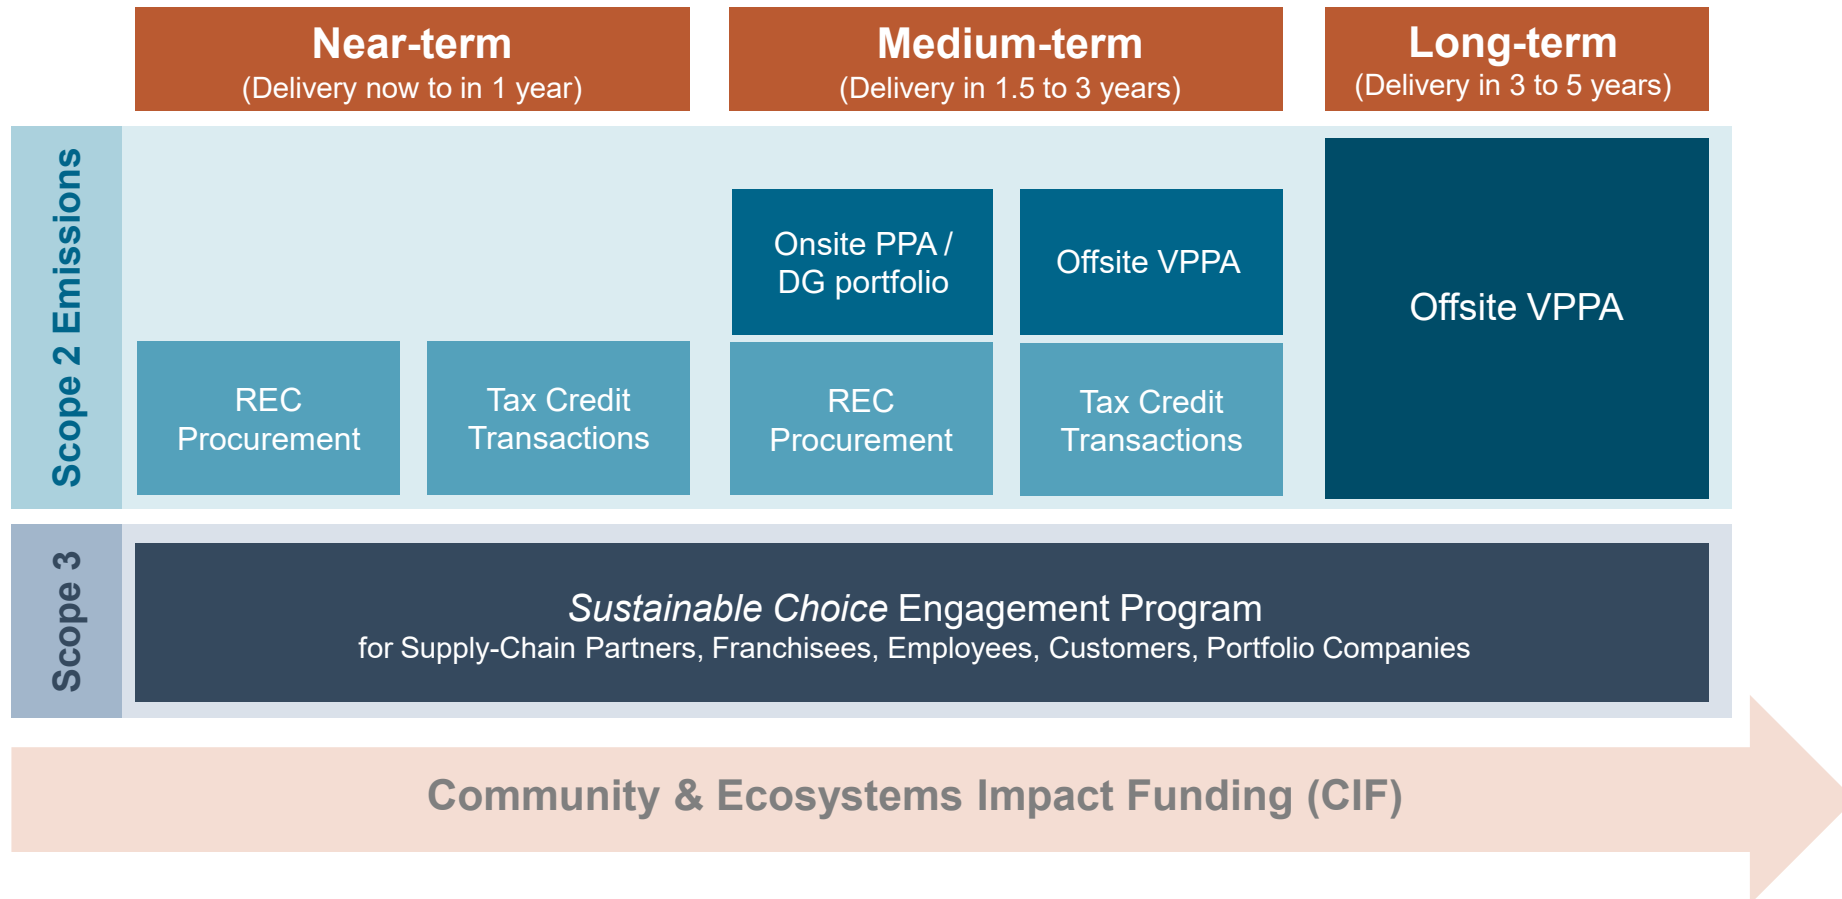 Near-term
(Delivery now to in 1 year)
Medium-term
(Delivery in 1.5 to 3 years)
Long-term
(Delivery in 3 to 5 years)
Scope 2 Emissions
Onsite PPA /
DG portfolio
Offsite VPPA
Offsite VPPA
REC
Procurement
Tax Credit
Transactions
REC
Procurement
Tax Credit
Transactions
Scope 3
Sustainable Choice Engagement Program
for Supply-Chain Partners, Franchisees, Employees, Customers, Portfolio Companies
Community & Ecosystems Impact Funding (CIF)